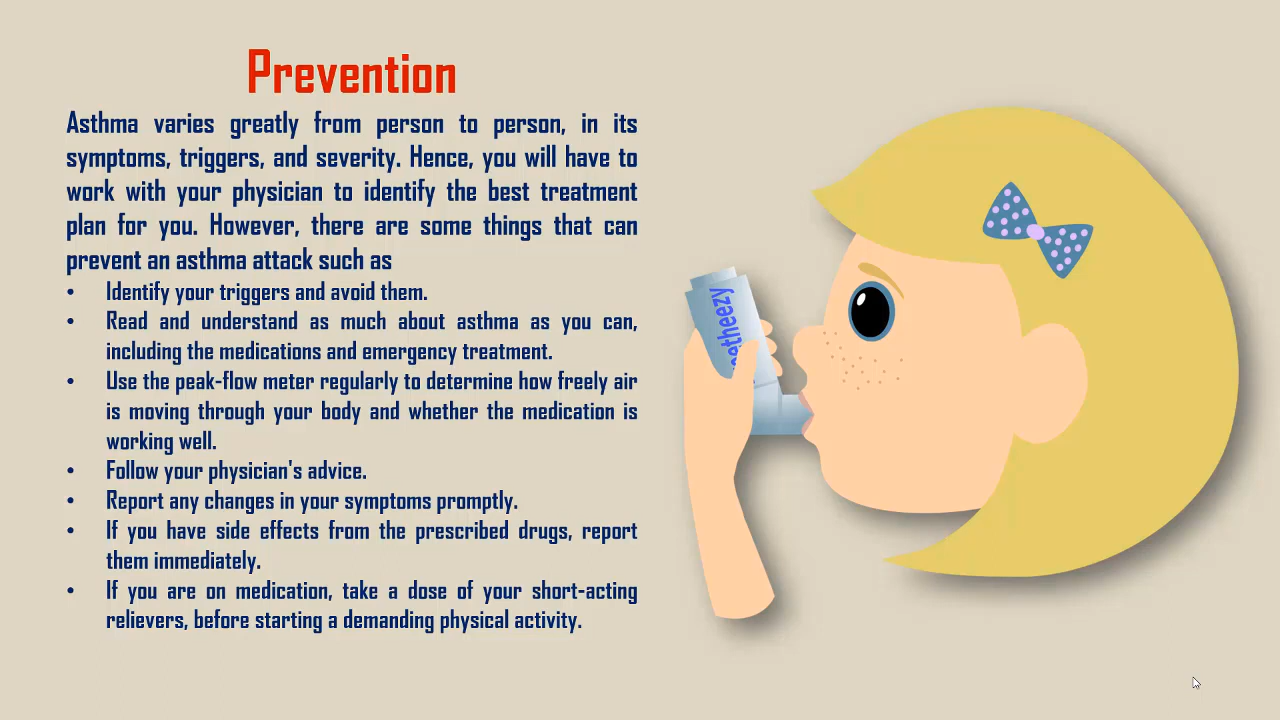 Prevention
Asthma varies greatly from person to person, in its
symptoms, triggers, and severity. Hence, you will have to
work with your physician to identify the best treatment
plan for you. However, there are some things that can
prevent an asthma attack such as
• Identify your triggers and avoid them.
• Read and understand as much about asthma as you can,
including the medications and emergency treatment.
• Use the peak-flow meter regularly to determine how freely air
is moving through your body and whether the medication is
working well.
• Follow your physician's advice.
• Report any changes in your symptoms promptly.
• If you have side effects from the prescribed drugs, report
them immediately.
• If you are on medication, take a dose of your short-acting
relievers, before starting a demanding physical activity.